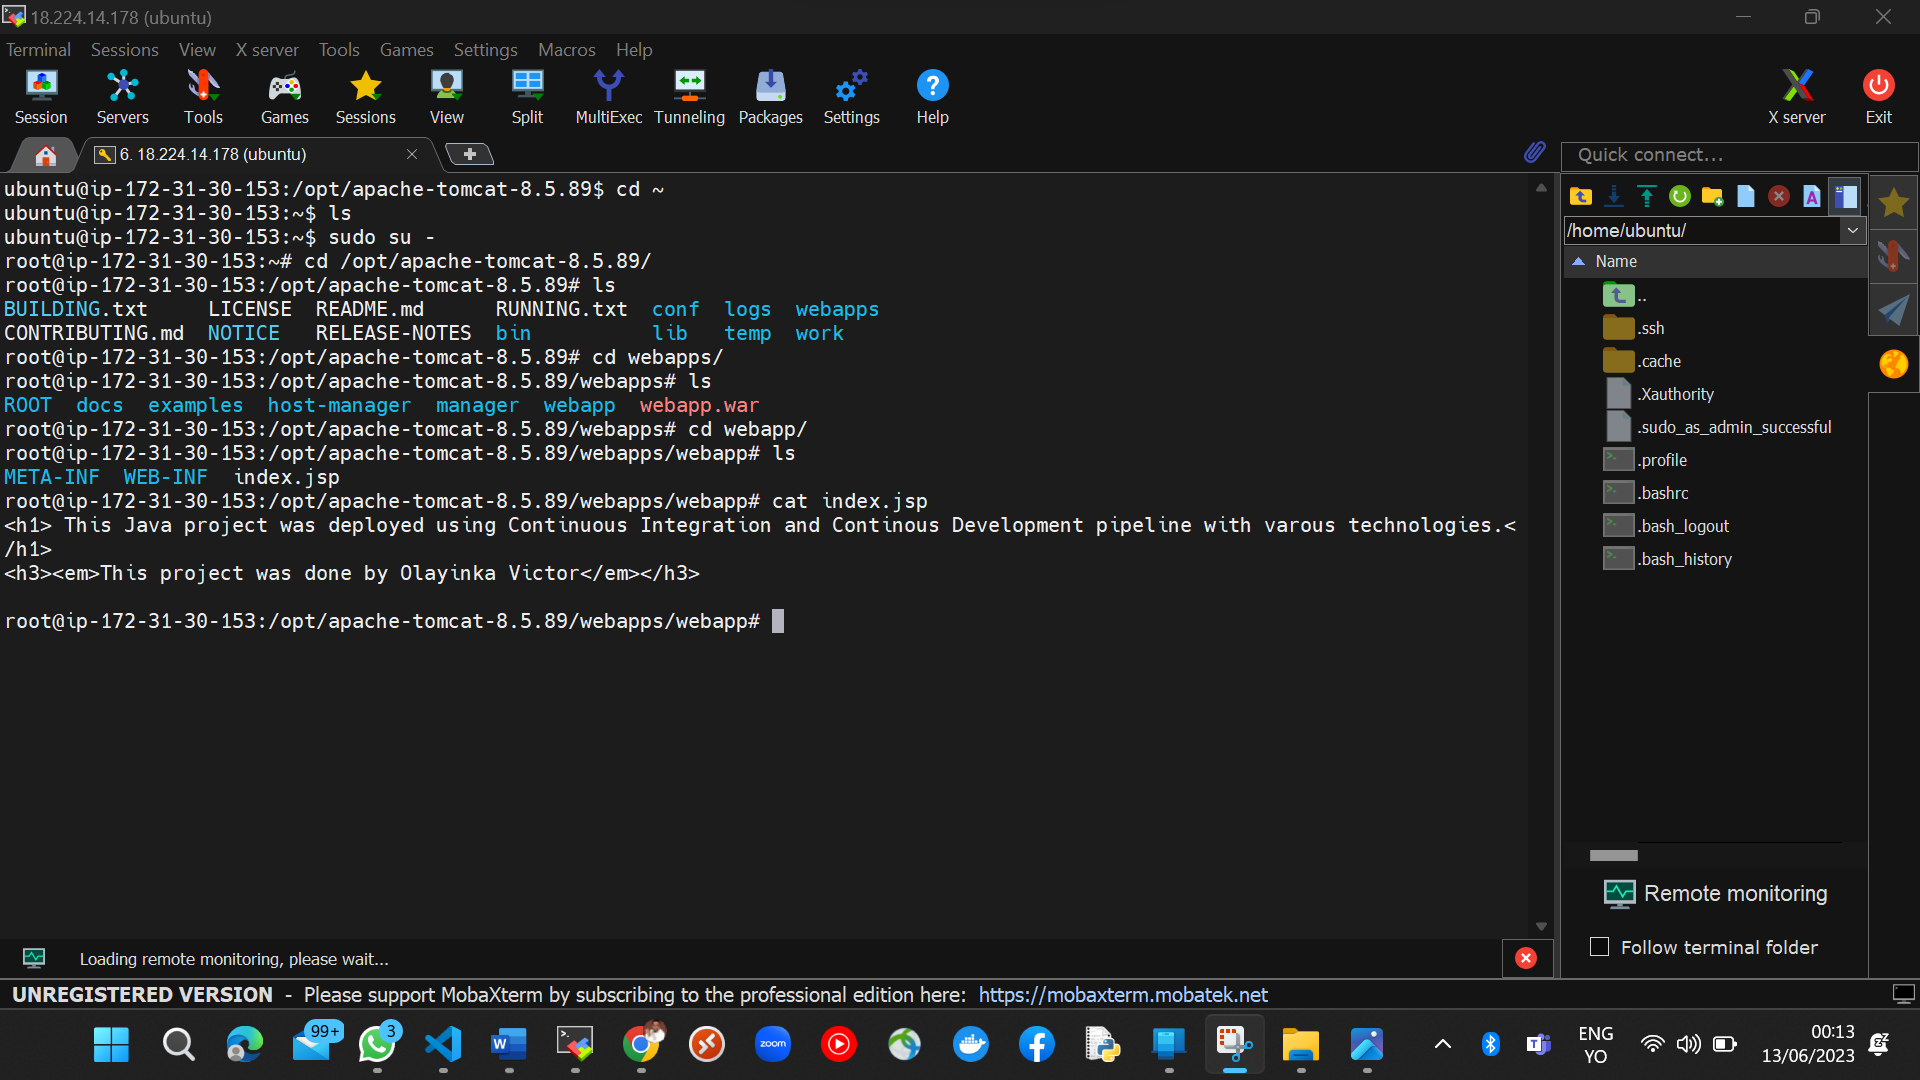 18.224.14.178 (ubuntu)
Terminal Sessions View X server Tools Games Settings Macros Help
Session Servers Tools Games Sessions View Split MultiExec Tunneling Packages Settings Help X server Exit
6. 18.224.14.178 (ubuntu)
Quick connect...
ubuntu@ip-172-31-30-153:/opt/apache-tomcat-8.5.89$ cd ~
ubuntu@ip-172-31-30-153:~$ ls
ubuntu@ip-172-31-30-153:~$ sudo su -
root@ip-172-31-30-153:~# cd /opt/apache-tomcat-8.5.89/
root@ip-172-31-30-153:/opt/apache-tomcat-8.5.89# ls
BUILDING.txt LICENSE README.md RUNNING.txt conf logs webapps
CONTRIBUTING.md NOTICE RELEASE-NOTES bin lib temp work
root@ip-172-31-30-153:/opt/apache-tomcat-8.5.89# cd webapps/
root@ip-172-31-30-153:/opt/apache-tomcat-8.5.89/webapps# ls
ROOT docs examples host-manager manager webapp webapp.war
root@ip-172-31-30-153:/opt/apache-tomcat-8.5.89/webapps# cd webapp/
root@ip-172-31-30-153:/opt/apache-tomcat-8.5.89/webapps/webapp# ls
META-INF WEB-INF index.jsp
root@ip-172-31-30-153:/opt/apache-tomcat-8.5.89/webapps/webapp# cat index.jsp
<h1> This Java project was deployed using Continuous Integration and Continous Development pipeline with varous technologies.<
/h1>
<h3><em>This project was done by Olayinka Victor</em></h3>
root@ip-172-31-30-153:/opt/apache-tomcat-8.5.89/webapps/webapp#
/home/ubuntu/
Name
..
.ssh
.cache
.Xauthority
.sudo_as_admin_successful
.profile
.bashrc
.bash_logout
.bash_history
Remote monitoring
Follow terminal folder
Loading remote monitoring, please wait...
UNREGISTERED VERSION - Please support MobaXterm by subscribing to the professional edition here: https://mobaxterm.mobatek.net
99+
3
zoom
ENG
YO
00:13
13/06/2023